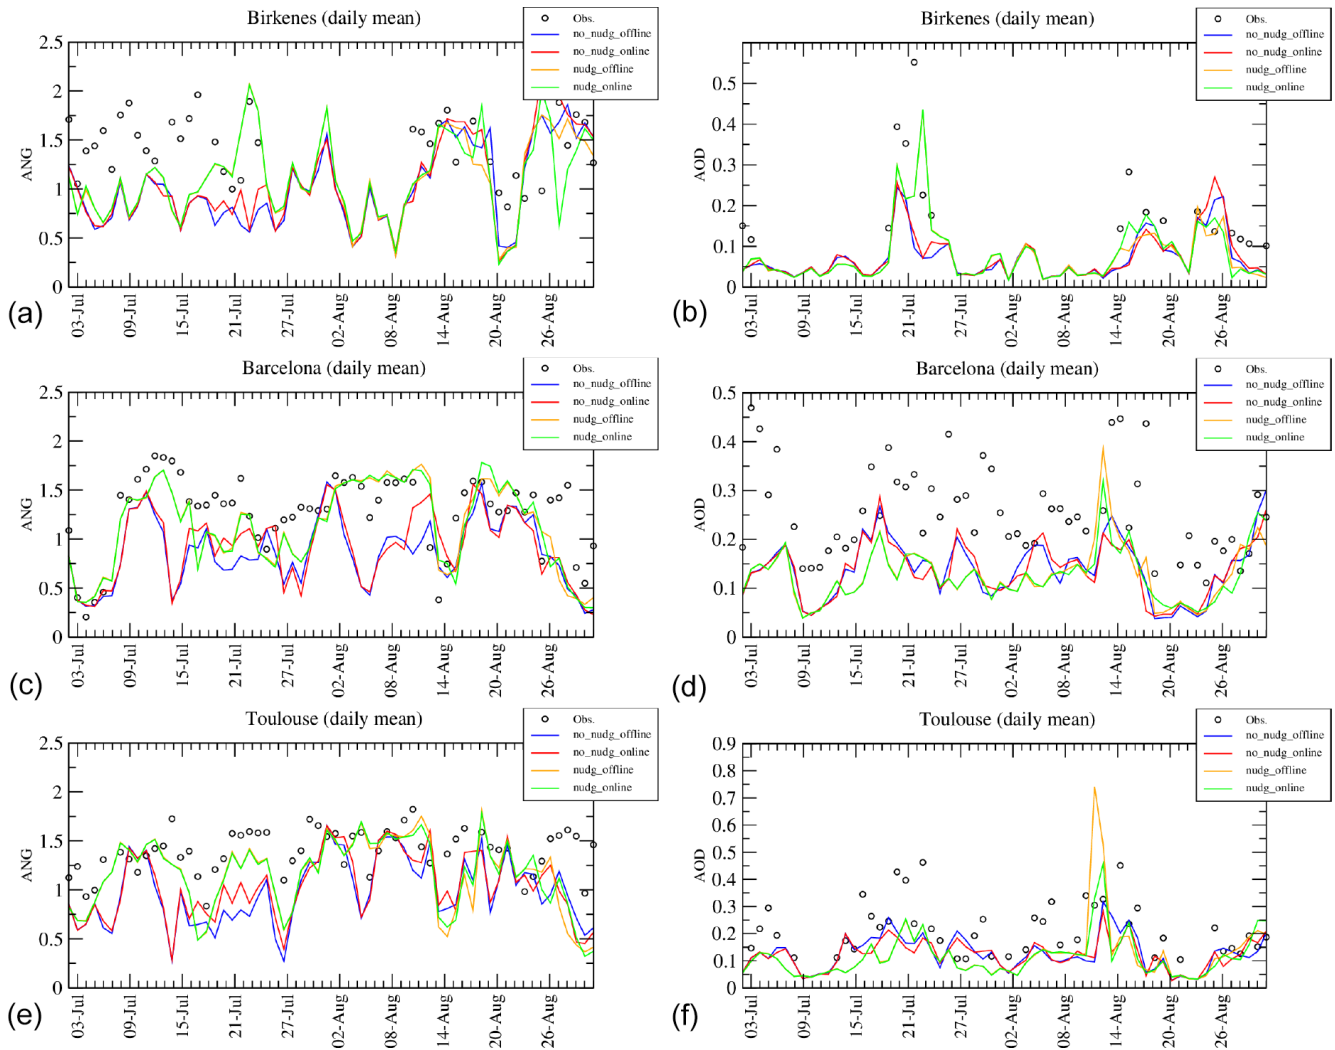 Birkenes (daily mean)
Obs.
no_nudg_offline
no_nudg_online
nudg_offline
nudg_online
2.5
2
1.5
1
0.5
0
ANG
03-Jul
09-Jul
15-Jul
21-Jul
27-Jul
02-Aug
08-Aug
14-Aug
20-Aug
26-Aug
(a)
Birkenes (daily mean)
Obs.
no_nudg_offline
no_nudg_online
nudg_offline
nudg_online
0.5
0.4
0.3
0.2
0.1
0
AOD
03-Jul
09-Jul
15-Jul
21-Jul
27-Jul
02-Aug
08-Aug
14-Aug
20-Aug
26-Aug
(b)
Barcelona (daily mean)
Obs.
no_nudg_offline
no_nudg_online
nudg_offline
nudg_online
2.5
2
1.5
1
0.5
0
ANG
03-Jul
09-Jul
15-Jul
21-Jul
27-Jul
02-Aug
08-Aug
14-Aug
20-Aug
26-Aug
(c)
Barcelona (daily mean)
Obs.
no_nudg_offline
no_nudg_online
nudg_offline
nudg_online
0.5
0.4
0.3
0.2
0.1
0
AOD
03-Jul
09-Jul
15-Jul
21-Jul
27-Jul
02-Aug
08-Aug
14-Aug
20-Aug
26-Aug
(d)
Toulouse (daily mean)
Obs.
no_nudg_offline
no_nudg_online
nudg_offline
nudg_online
2.5
2
1.5
1
0.5
0
ANG
03-Jul
09-Jul
15-Jul
21-Jul
27-Jul
02-Aug
08-Aug
14-Aug
20-Aug
26-Aug
(e)
Toulouse (daily mean)
Obs.
no_nudg_offline
no_nudg_online
nudg_offline
nudg_online
0.9
0.8
0.7
0.6
0.5
0.4
0.3
0.2
0.1
0
AOD
03-Jul
09-Jul
15-Jul
21-Jul
27-Jul
02-Aug
08-Aug
14-Aug
20-Aug
26-Aug
(f)